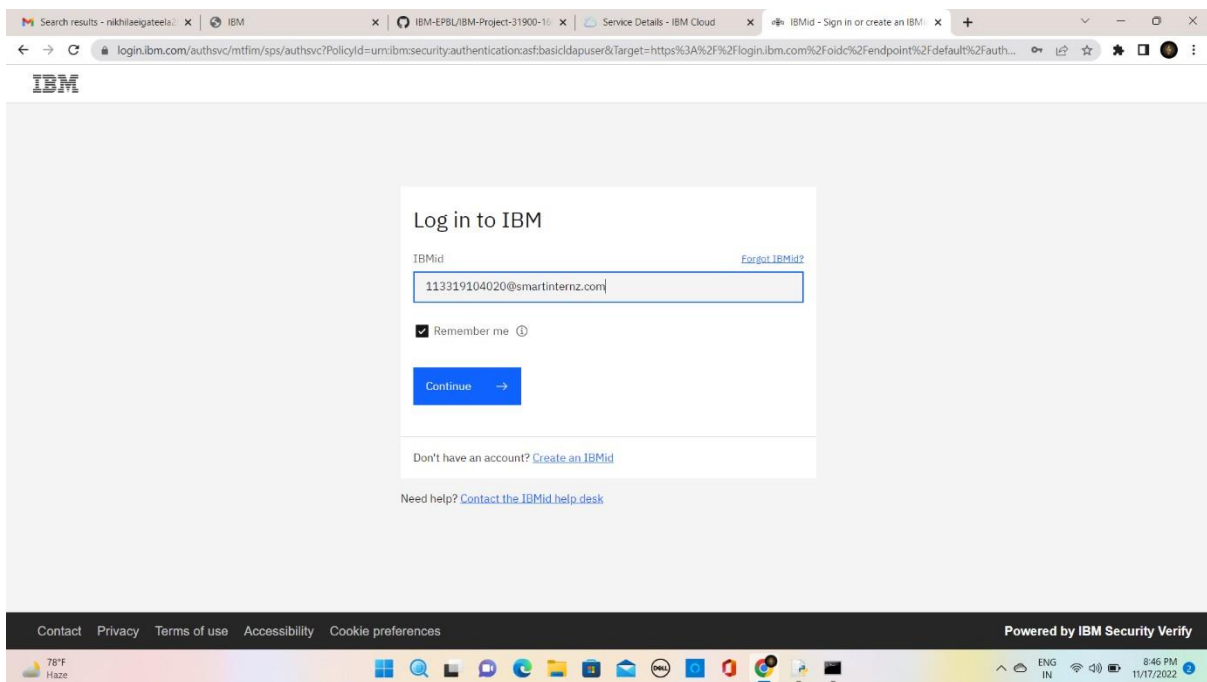 Search results - nikhilaeigateela2
IBM
IBM-EPBL/IBM-Project-31900-16
Service Details - IBM Cloud
IBMid - Sign in or create an IBMi
login.ibm.com/authsvc/mtfim/sps/authsvc?PolicyId=urn:ibm:security:authentication:asf:basicldapuser&Target=https%3A%2F%2Flogin.ibm.com%2Foidc%2Fendpoint%2Fdefault%2Fauth...
IBM
Log in to IBM
IBMid Forgot IBMid?
113319104020@smartinternz.com
Remember me
Continue
Don't have an account? Create an IBMid
Need help? Contact the IBMid help desk
Contact Privacy Terms of use Accessibility Cookie preferences Powered by IBM Security Verify
78°F ENG 8:46 PM
Haze IN 11/17/2022 2